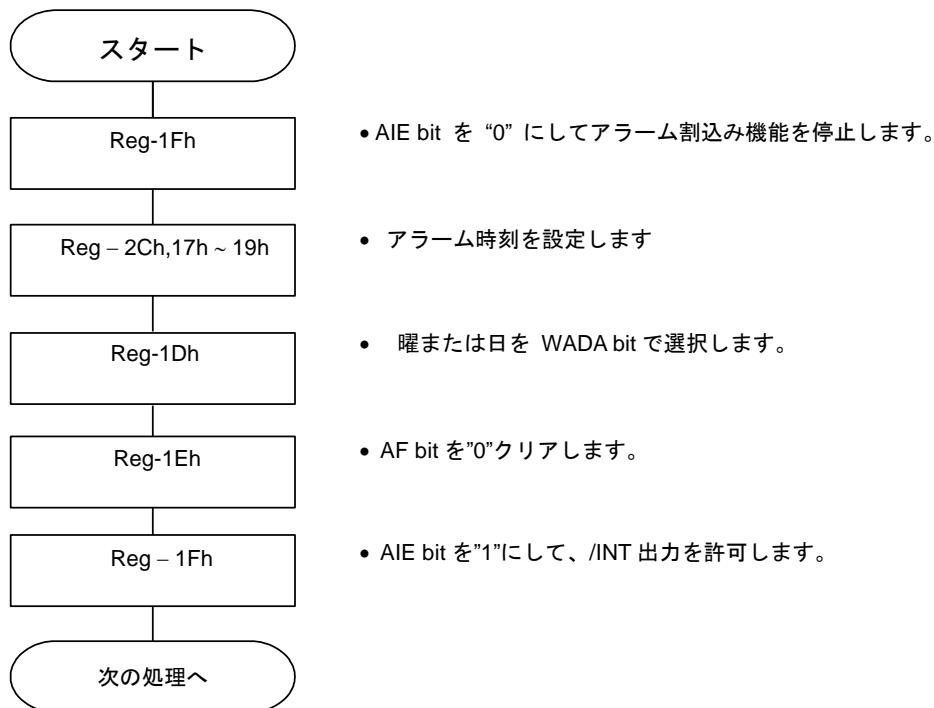 スタート
Reg-1Fh
• AIE bit を “0” にしてアラーム割込み機能を停止します。
Reg – 2Ch,17h ~ 19h
• アラーム時刻を設定します
Reg-1Dh
• 曜または日を WADA bit で選択します。
Reg-1Eh
• AF bit を”0”クリアします。
Reg – 1Fh
• AIE bit を”1”にして、/INT 出力を許可します。
次の処理へ